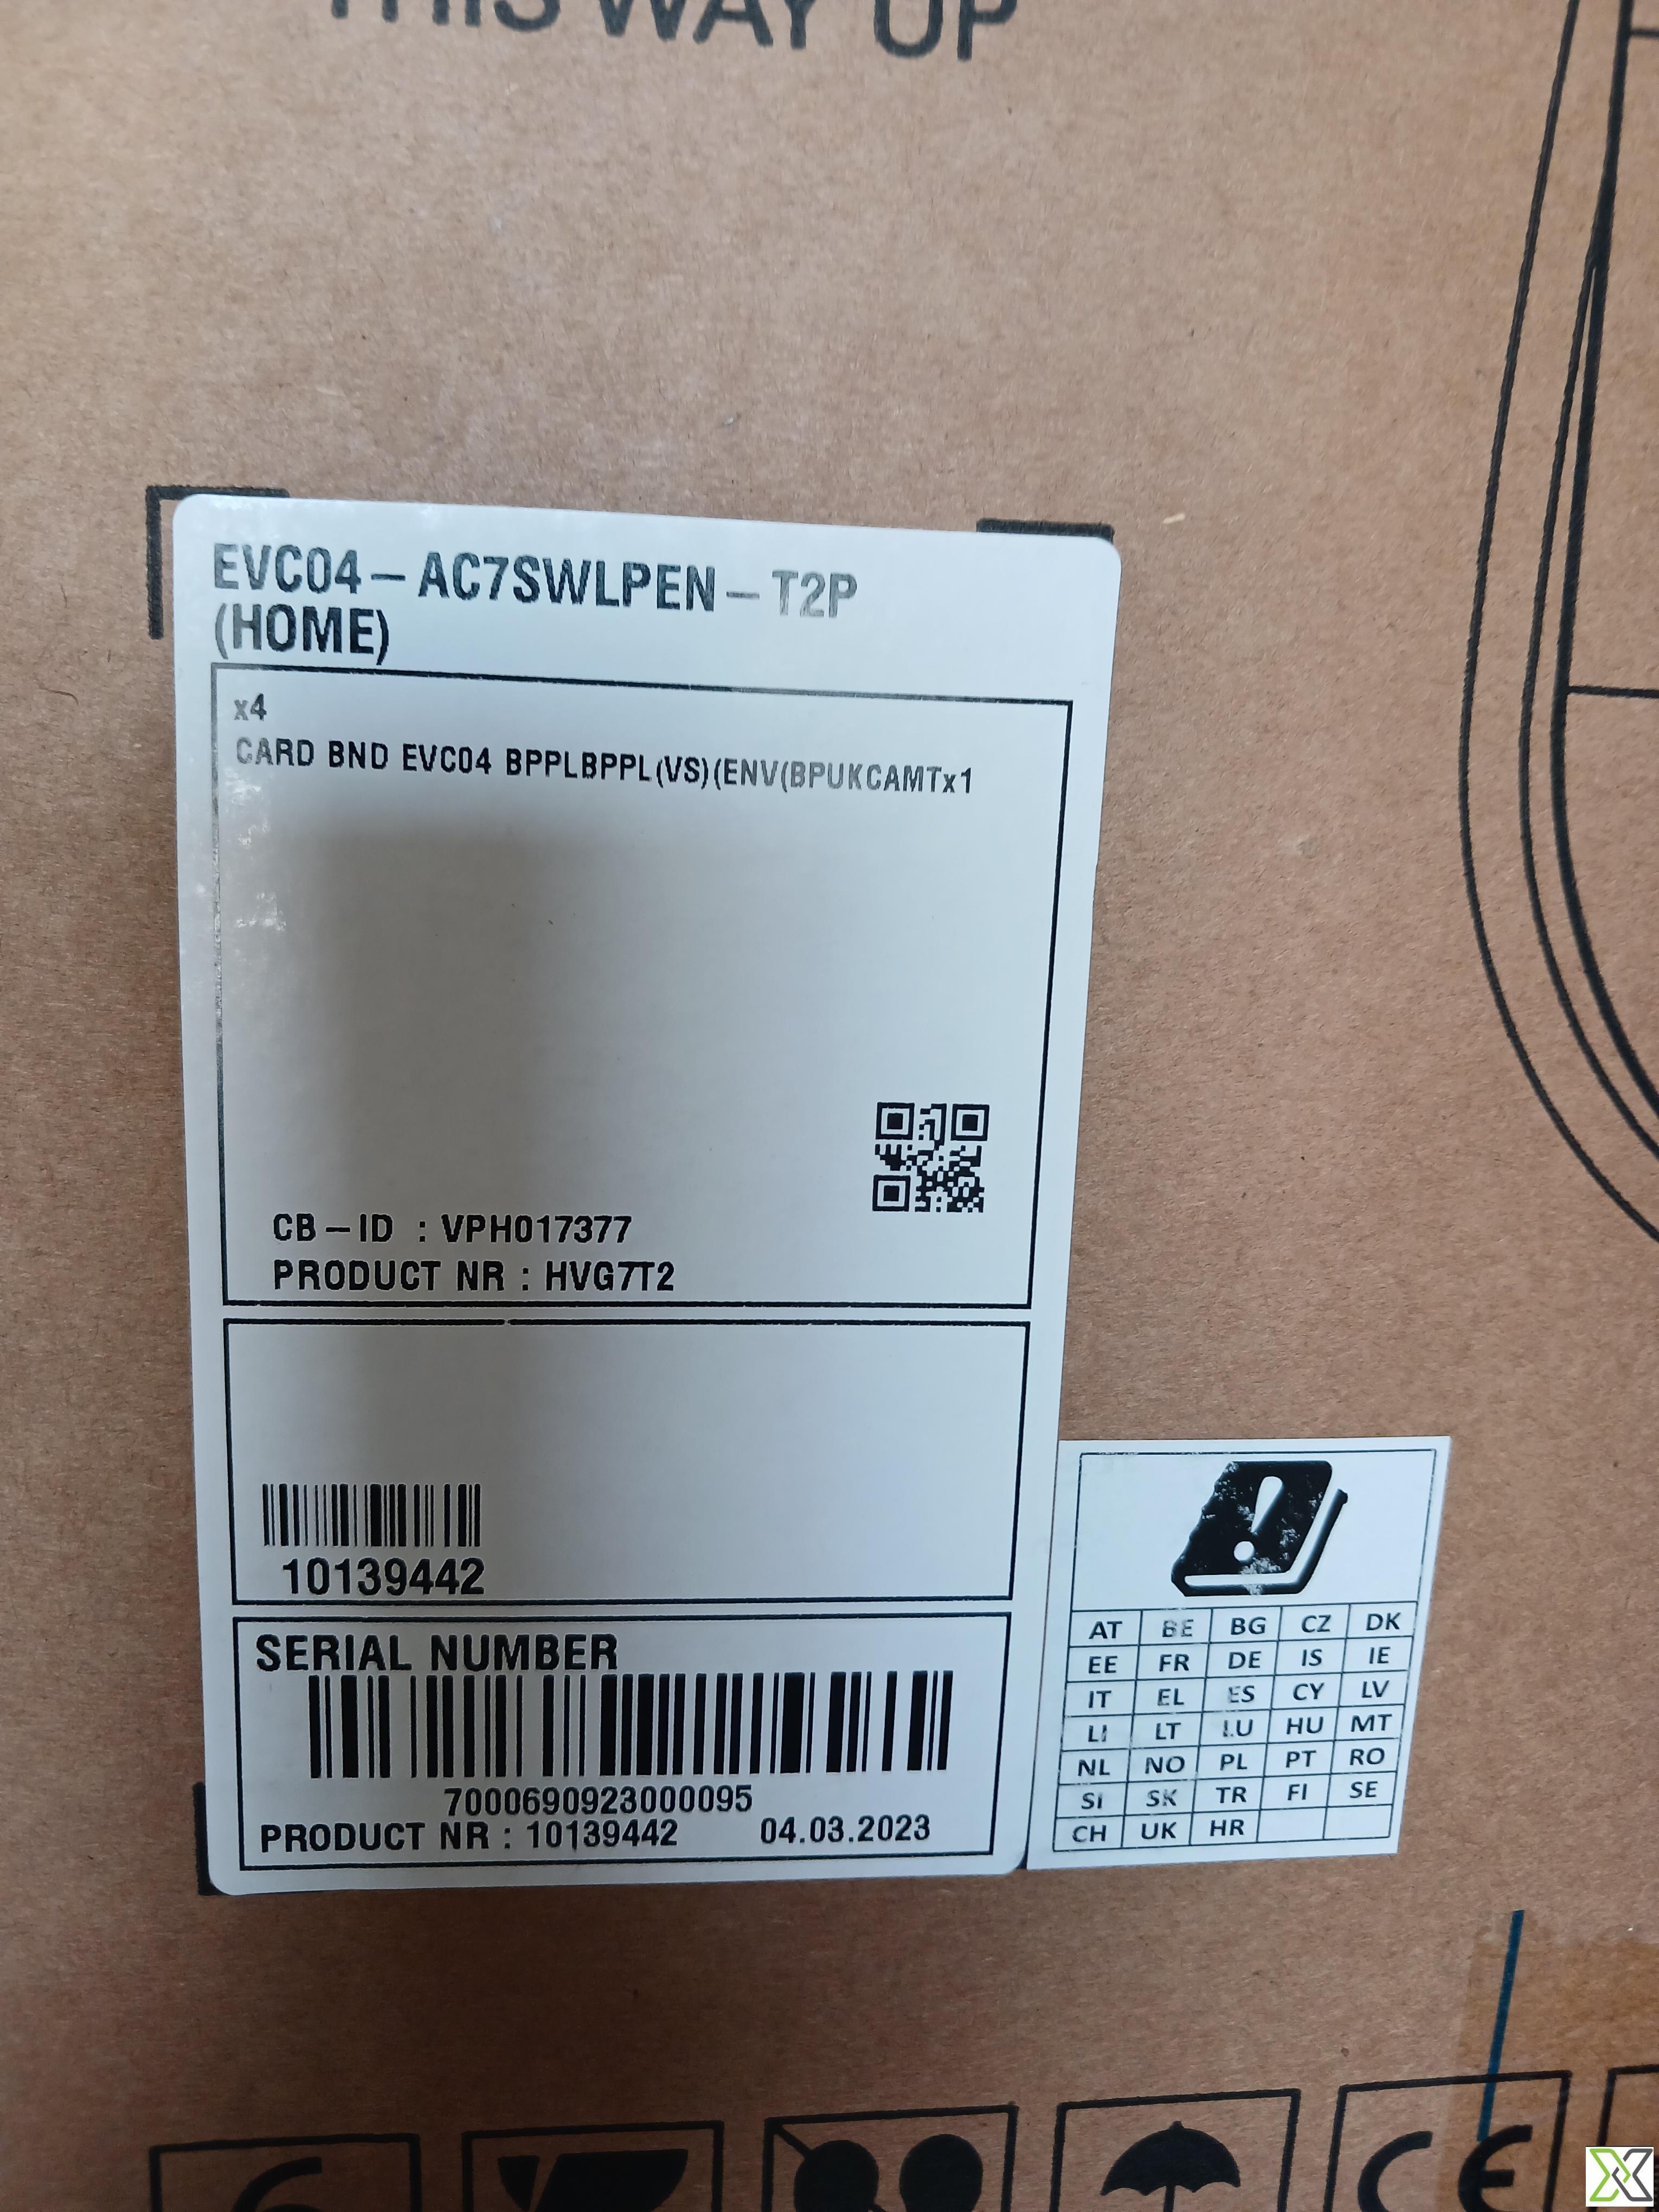 THIS WAY UP
EVC04-AC7SWLPEN-T2P
(HOME)
x4
CARD BND EVC04 BPPLBPPL(VS)(ENV(BPUKCAMTx1
CB-ID : VPH017377
PRODUCT NR : HVG7T2
10139442
SERIAL NUMBER
7000690923000095
PRODUCT NR : 10139442 04.03.2023
AT BE BG CZ DK
EE FR DE IS IE
IT EL ES CY LV
LI LT LU HU MT
NL NO PL PT RO
SI SK TR FI SE
CH UK HR
CE